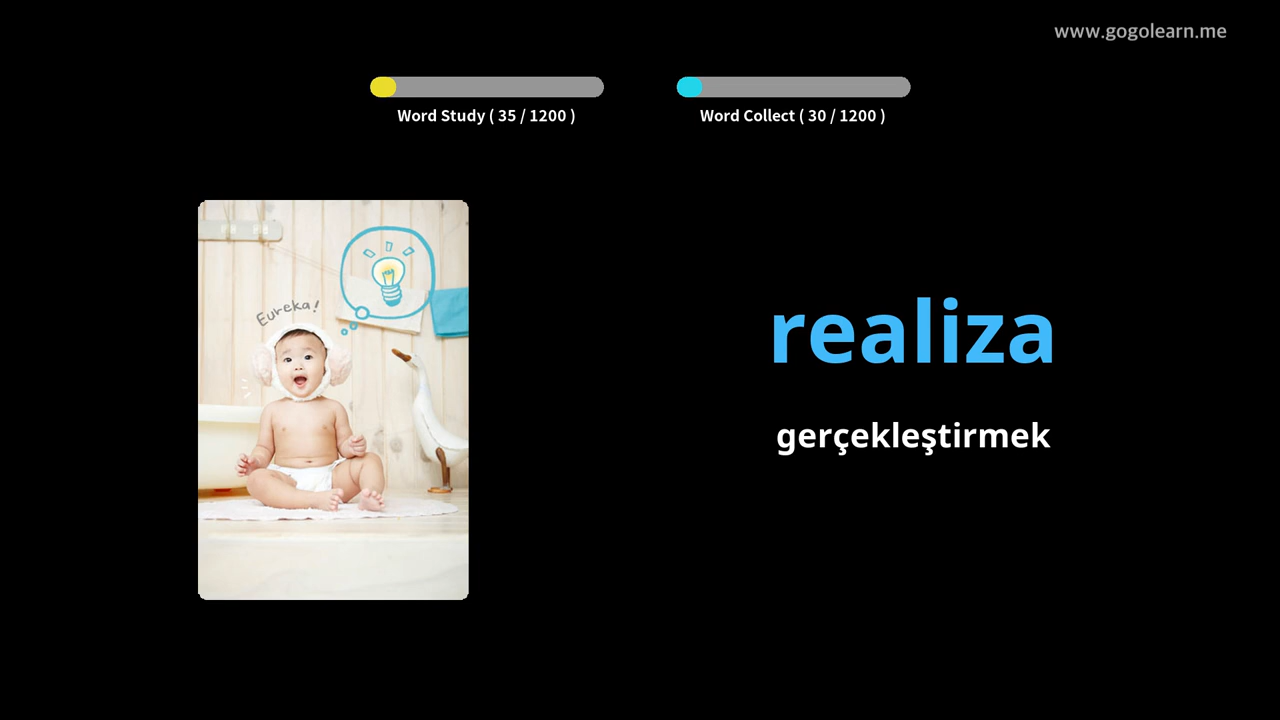 www.gogolearn.me
Word Study ( 35 / 1200 )
Word Collect ( 30 / 1200 )
Eureka!
realiza
gerçekleştirmek